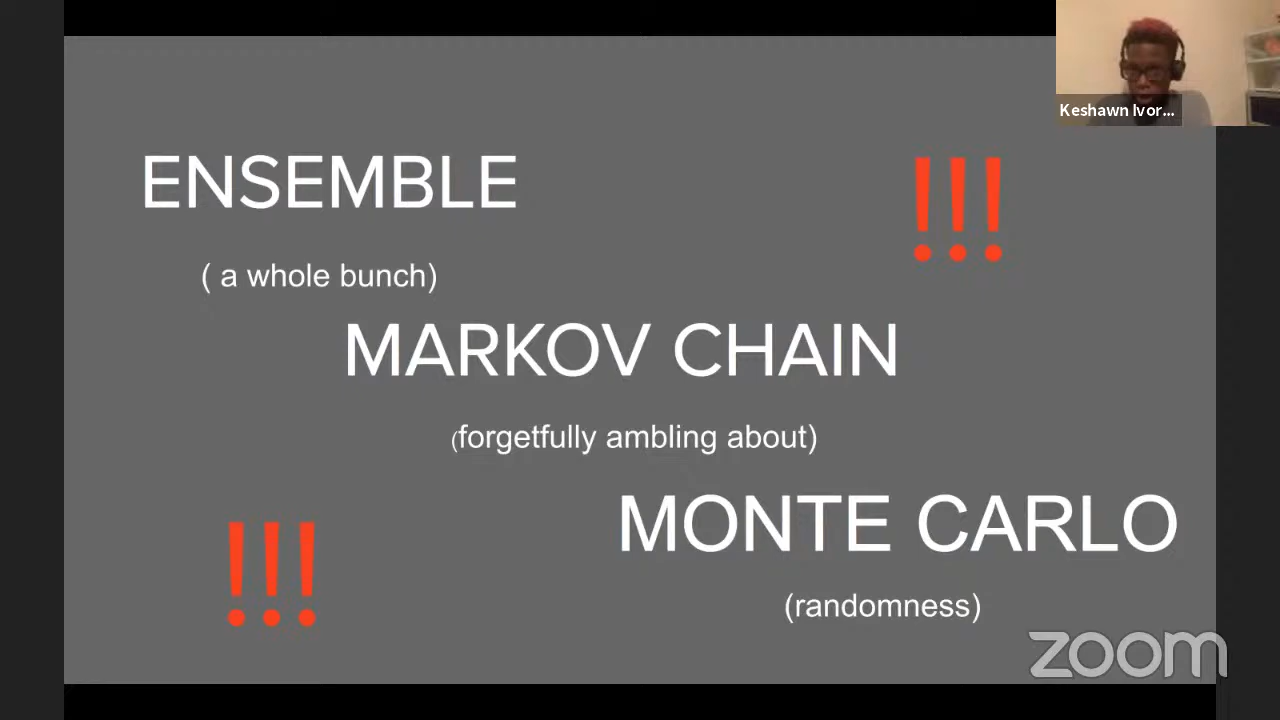 Keshawn Ivor...
ENSEMBLE
!!!
( a whole bunch)
MARKOV CHAIN
(forgetfully ambling about)
MONTE CARLO
!!!
(randomness)
zoom